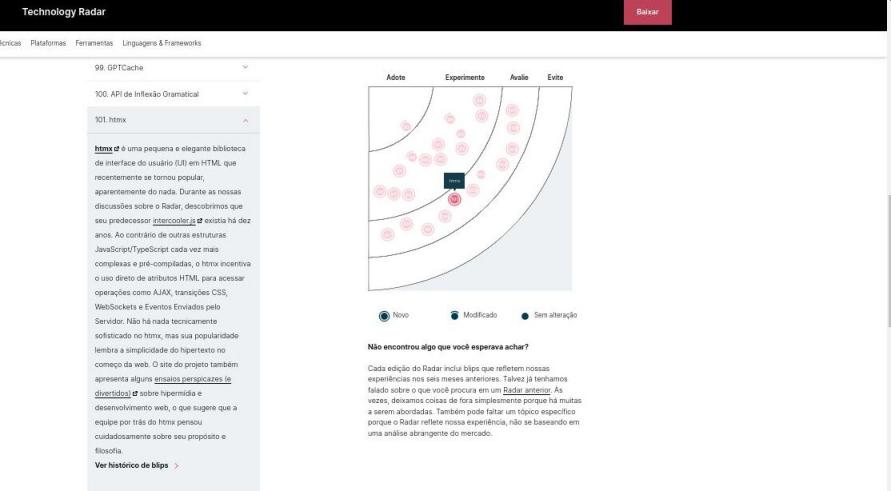 Technology Radar
Baixar
écnicas Plataformas Ferramentas Linguagens & Frameworks
99. GPTCache
100. API de Inflexão Gramatical
101. htmx
htmx é uma pequena e elegante biblioteca
de interface do usuário (UI) em HTML que
recentemente se tornou popular,
aparentemente do nada. Durante as nossas
discussões sobre o Radar, descobrimos que
seu predecessor intercooler.js existia há dez
anos. Ao contrário de outras estruturas
JavaScript/TypeScript cada vez mais
complexas e pré-compiladas, o htmx incentiva
o uso direto de atributos HTML para acessar
operações como AJAX, transições CSS,
WebSockets e Eventos Enviados pelo
Servidor. Não há nada tecnicamente
sofisticado no htmx, mas sua popularidade
lembra a simplicidade do hipertexto no
começo da web. O site do projeto também
apresenta alguns ensaios perspicazes (e
divertidos) sobre hipermídia e
desenvolvimento web, o que sugere que a
equipe por trás do htmx pensou
cuidadosamente sobre seu propósito e
filosofia.
Ver histórico de blips
Adote Experimente Avalie Evite
htmx
Novo Modificado Sem alteração
Não encontrou algo que você esperava achar?
Cada edição do Radar inclui blips que refletem nossas
experiências nos seis meses anteriores. Talvez já tenhamos
falado sobre o que você procura em um Radar anterior. Às
vezes, deixamos coisas de fora simplesmente porque há muitas
a serem abordadas. Também pode faltar um tópico específico
porque o Radar reflete nossa experiência, não se baseando em
uma análise abrangente do mercado.